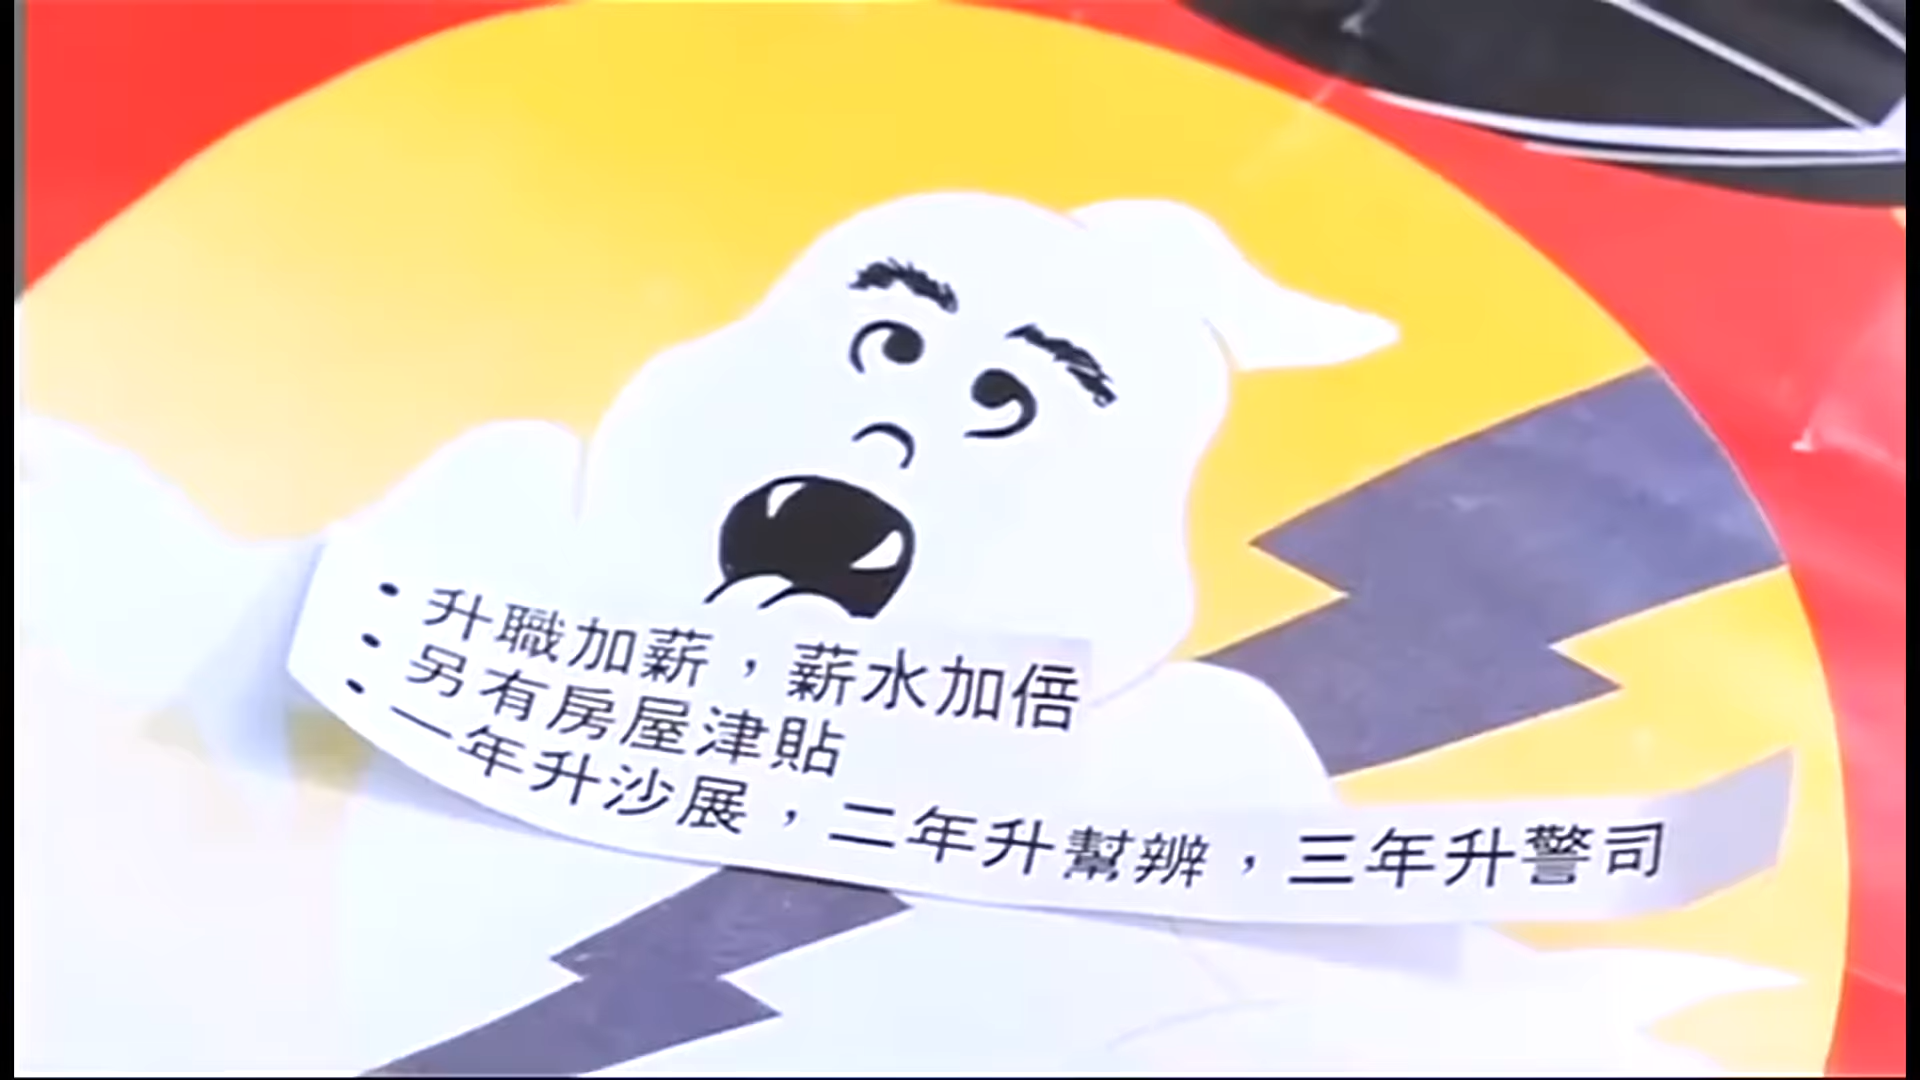 • 升職加薪，薪水加倍
• 另有房屋津貼
• 一年升沙展，二年升幫辨，三年升警司